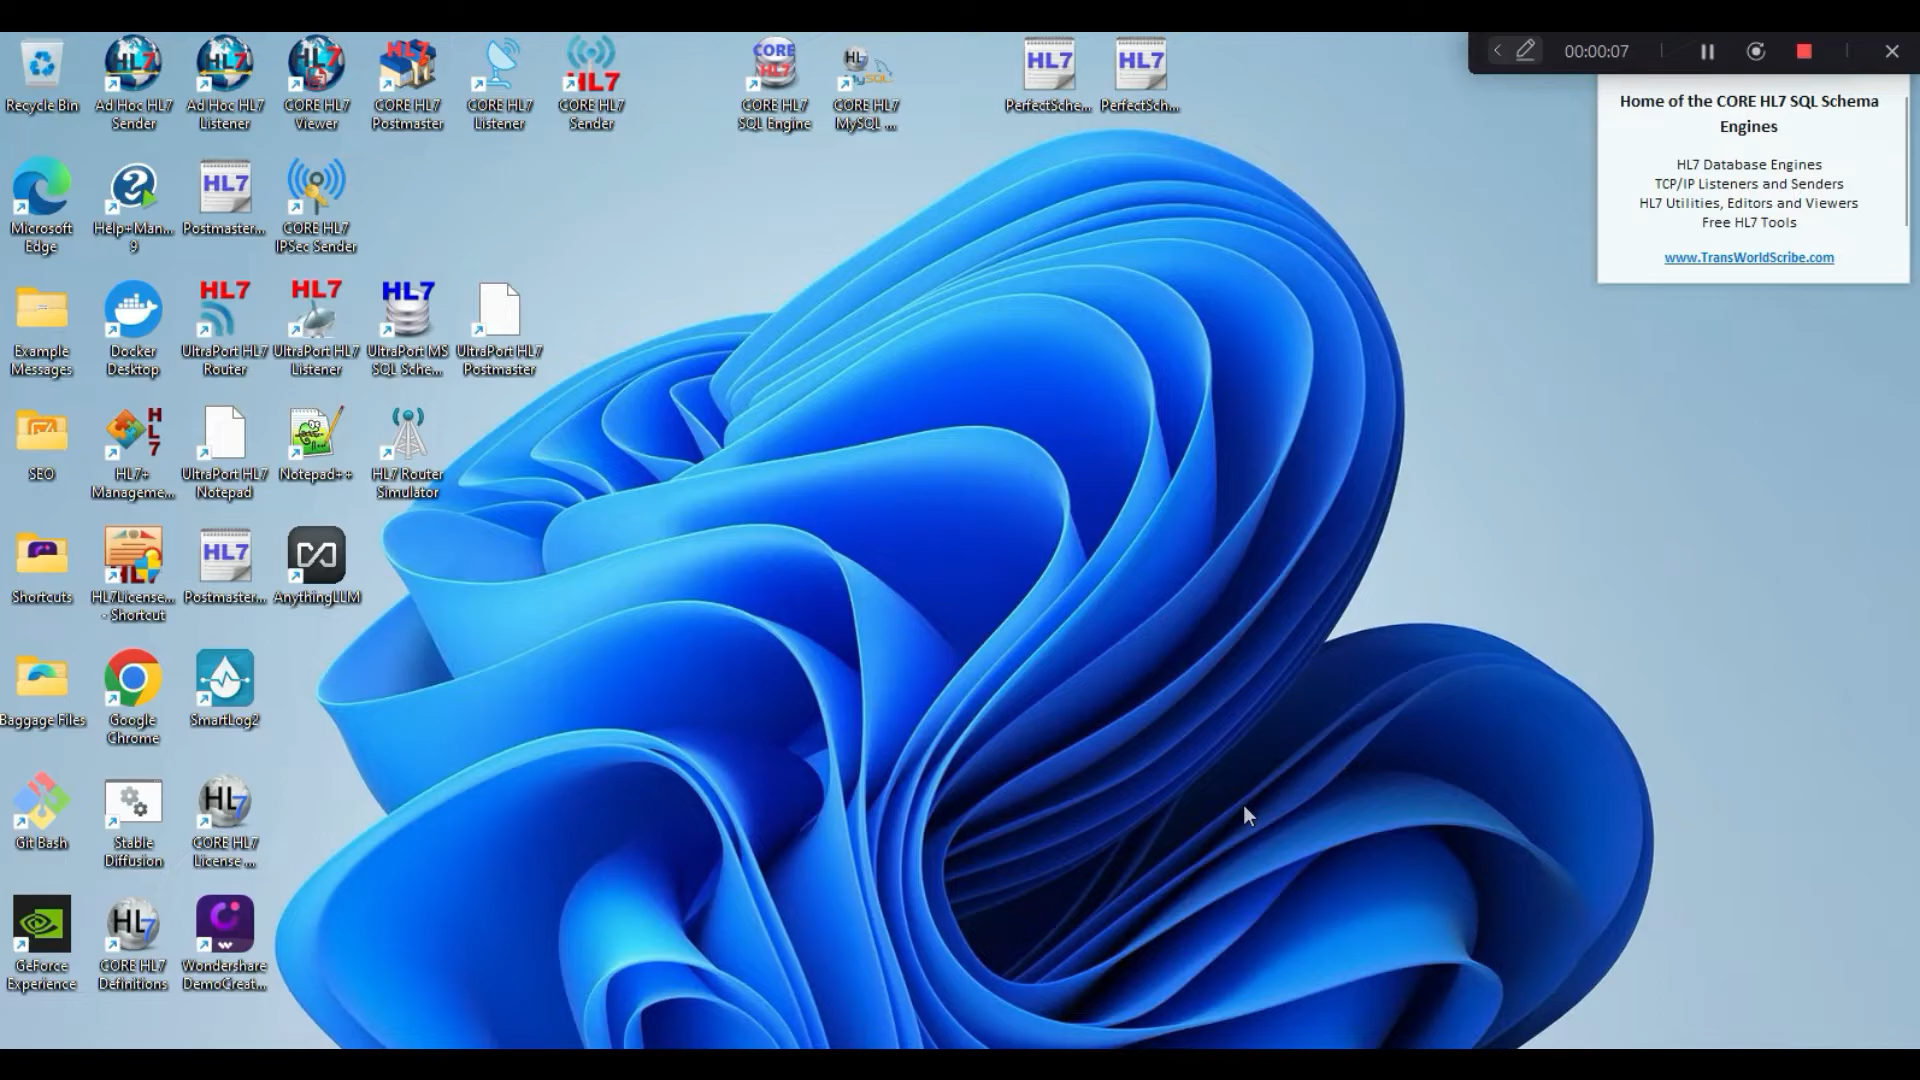 00:00:07
Home of the CORE HL7 SQL Schema
Engines
HL7 Database Engines
TCP/IP Listeners and Senders
HL7 Utilities, Editors and Viewers
Free HL7 Tools
www.TransWorldScribe.com
Recycle Bin
Ad Hoc HL7
Sender
Ad Hoc HL7
Listener
CORE HL7
Viewer
CORE HL7
Postmaster
CORE HL7
Listener
CORE HL7
Sender
CORE HL7
SQL Engine
CORE HL7
MySQL ...
PerfectSche...
PerfectSch...
Microsoft
Edge
Help+Man...
9
Postmaster...
CORE HL7
IPSec Sender
Example
Messages
Docker
Desktop
UltraPort HL7
Router
UltraPort HL7
Listener
UltraPort MS
SQL Sche...
UltraPort HL7
Postmaster
SEO
HL7+
Manageme...
UltraPort HL7
Notepad
Notepad++
HL7 Router
Simulator
Shortcuts
HL7License...
- Shortcut
Postmaster...
AnythingLLM
Baggage Files
Google
Chrome
SmartLog2
Git Bash
Stable
Diffusion
CORE HL7
License ...
GeForce
Experience
CORE HL7
Definitions
Wondershare
DemoCreat...